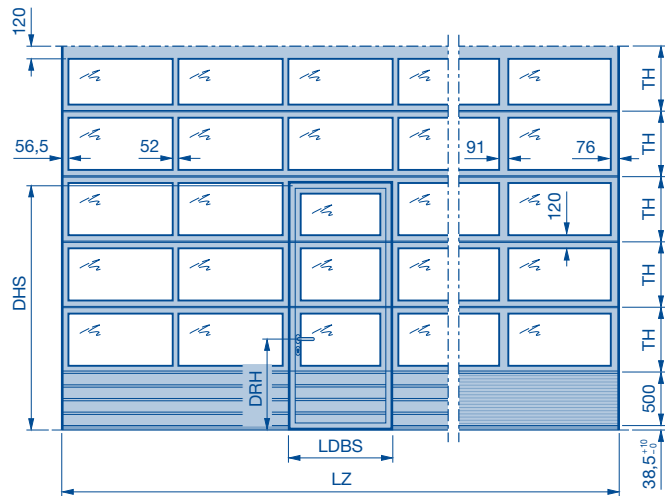 120
TH
TH
56,5
52
91
76
TH
120
DHS
TH
TH
DRH
500
LDBS
38,5 +10 -0
LZ